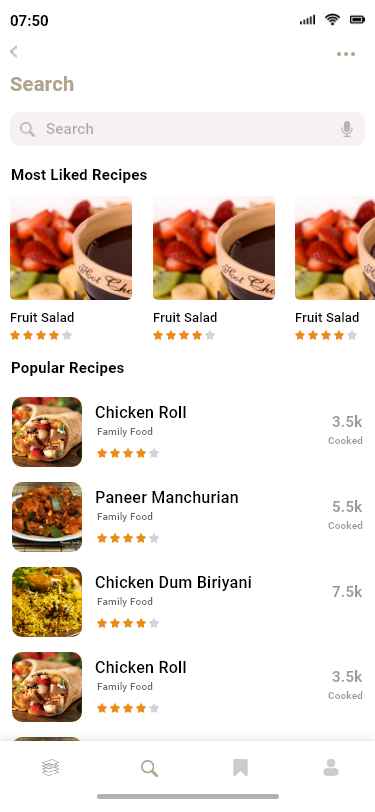 07:50
Search
Search
Most Liked Recipes
Fruit Salad
Fruit Salad
Fruit Salad
Popular Recipes
Chicken Roll
Family Food
3.5k
Cooked
Paneer Manchurian
Family Food
5.5k
Cooked
Chicken Dum Biriyani
Family Food
7.5k
Chicken Roll
Family Food
3.5k
Cooked